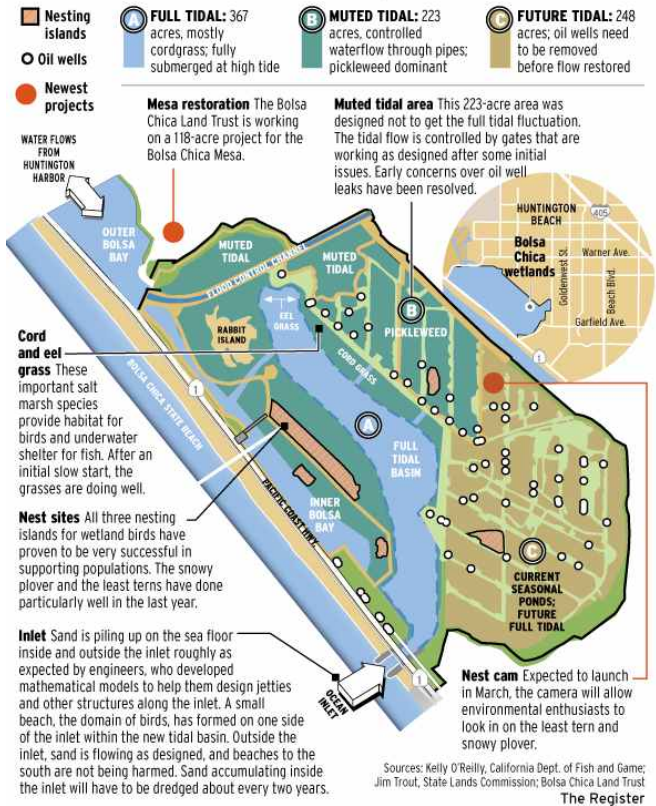 Nesting
islands
Oil wells
Newest
projects
A FULL TIDAL: 367
acres, mostly
cordgrass; fully
submerged at high tide
B MUTED TIDAL: 223
acres, controlled
waterflow through pipes;
pickleweed dominant
C FUTURE TIDAL: 248
acres; oil wells need
to be removed
before flow restored
Mesa restoration The Bolsa
Chica Land Trust is working
on a 118-acre project for the
Bolsa Chica Mesa.
Muted tidal area This 223-acre area was
designed not to get the full tidal fluctuation.
The tidal flow is controlled by gates that are
working as designed after some initial
issues. Early concerns over oil well
leaks have been resolved.
WATER FLOWS
FROM
HUNTINGTON
HARBOR
OUTER
BOLSA
BAY
MUTED
TIDAL
FLOOD CONTROL CHANNEL
MUTED
TIDAL
HUNTINGTON
BEACH
405
Bolsa
Chica
wetlands
Goldenwest St.
Warner Ave.
Beach Blvd.
Garfield Ave.
1
EEL
GRASS
B
PICKLEWEED
RABBIT
ISLAND
CORD GRASS
Cord
and eel
grass These
important salt
marsh species
provide habitat for
birds and underwater
shelter for fish. After an
initial slow start, the
grasses are doing well.
1
BOLSA CHICA STATE BEACH
A
FULL
TIDAL
BASIN
PACIFIC COAST HWY.
INNER
BOLSA
BAY
Nest sites All three nesting
islands for wetland birds have
proven to be very successful in
supporting populations. The snowy
plover and the least terns have done
particularly well in the last year.
C
CURRENT
SEASONAL
PONDS;
FUTURE
FULL TIDAL
Inlet Sand is piling up on the sea floor
inside and outside the inlet roughly as
expected by engineers, who developed
mathematical models to help them design jetties
and other structures along the inlet. A small
beach, the domain of birds, has formed on one side
of the inlet within the new tidal basin. Outside the
inlet, sand is flowing as designed, and beaches to the
south are not being harmed. Sand accumulating inside
the inlet will have to be dredged about every two years.
OCEAN
INLET
1
Nest cam Expected to launch
in March, the camera will allow
environmental enthusiasts to
look in on the least tern and
snowy plover.
Sources: Kelly O'Reilly, California Dept. of Fish and Game;
Jim Trout, State Lands Commission; Bolsa Chica Land Trust
The Register